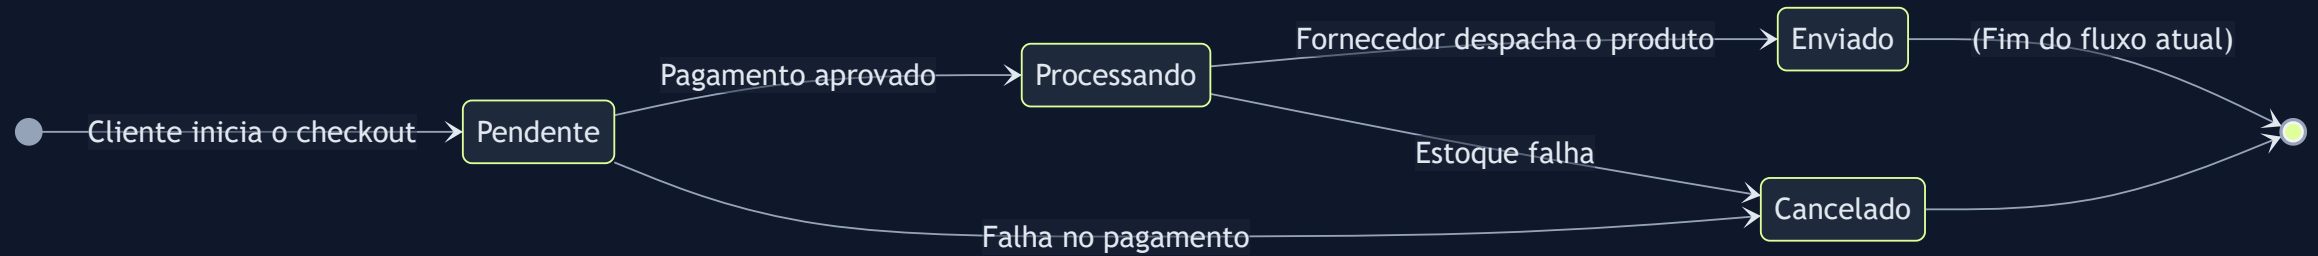 Cliente inicia o checkout
Pendente
Pagamento aprovado
Processando
Fornecedor despacha o produto
Enviado
(Fim do fluxo atual)
Estoque falha
Falha no pagamento
Cancelado